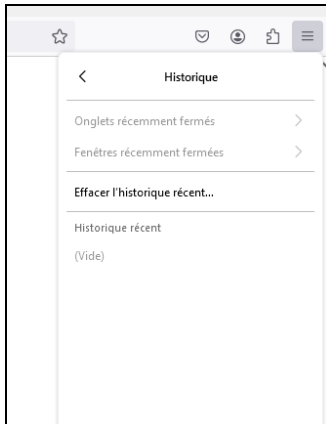 Historique
Onglets récemment fermés
Fenêtres récemment fermées
Effacer l'historique récent...
Historique récent
(Vide)